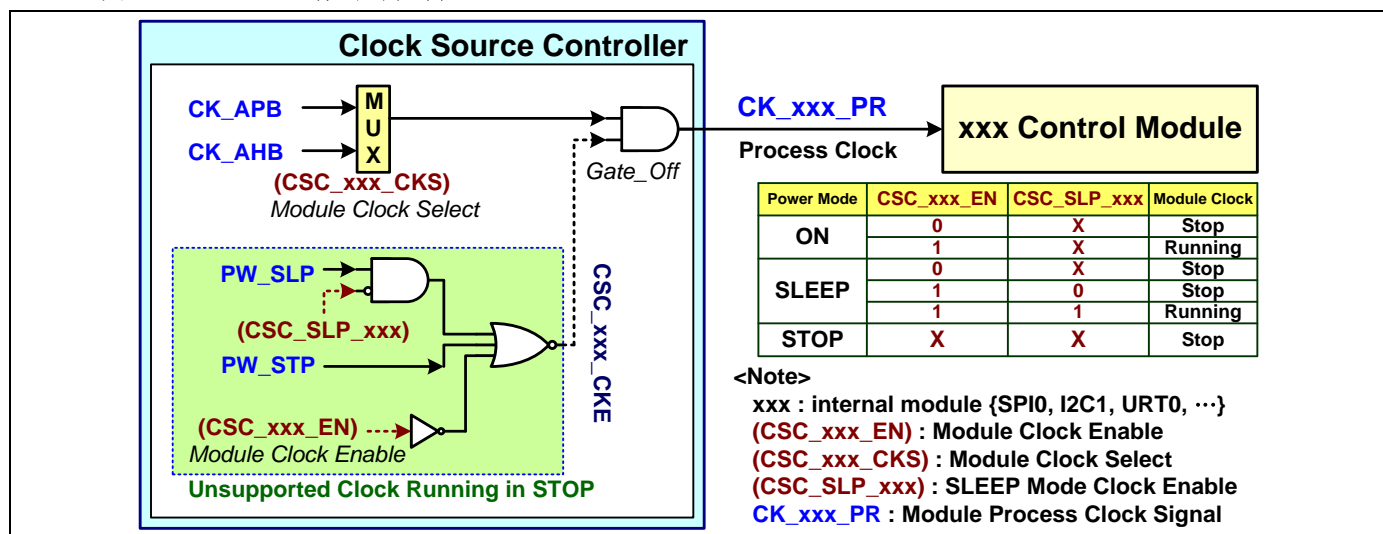 Clock Source Controller
CK_APB
CK_AHB
MUX
(CSC_xxx_CKS)
Module Clock Select
Gate_Off
CK_xxx_PR
Process Clock
xxx Control Module
PW_SLP
(CSC_SLP_xxx)
PW_STP
(CSC_xxx_EN)
Module Clock Enable
Unsupported Clock Running in STOP
CSC_xxx_CKE
Power Mode CSC_xxx_EN CSC_SLP_xxx Module Clock
ON 0 X Stop
1 X Running
SLEEP 0 X Stop
1 0 Stop
1 1 Running
STOP X X Stop
<Note>
xxx : internal module {SPI0, I2C1, URT0, ⋯}
(CSC_xxx_EN) : Module Clock Enable
(CSC_xxx_CKS) : Module Clock Select
(CSC_SLP_xxx) : SLEEP Mode Clock Enable
CK_xxx_PR : Module Process Clock Signal